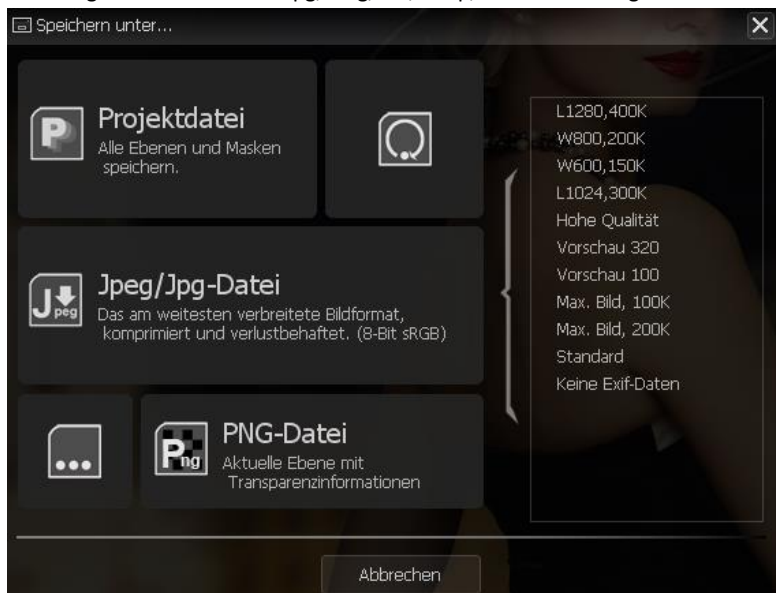 Speichern unter...
Projektdatei
Alle Ebenen und Masken
speichern.
Jpeg/Jpg-Datei
Das am weitesten verbreitete Bildformat,
komprimiert und verlustbehaftet. (8-Bit sRGB)
J
peg
P
PNG-Datei
Aktuelle Ebene mit
Transparenzinformationen
P
ng
L1280,400K
W800,200K
W600,150K
L1024,300K
Hohe Qualität
Vorschau 320
Vorschau 100
Max. Bild, 100K
Max. Bild, 200K
Standard
Keine Exif-Daten
Abbrechen